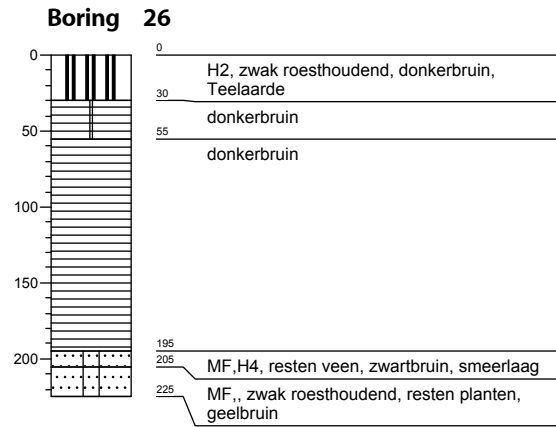 Boring 26
0
0
H2, zwak roesthoudend, donkerbruin,
Teelaarde
30
donkerbruin
50
55
donkerbruin
100
150
195
200
205
MF,H4, resten veen, zwartbruin, smeerlaag
225
MF,, zwak roesthoudend, resten planten,
geelbruin